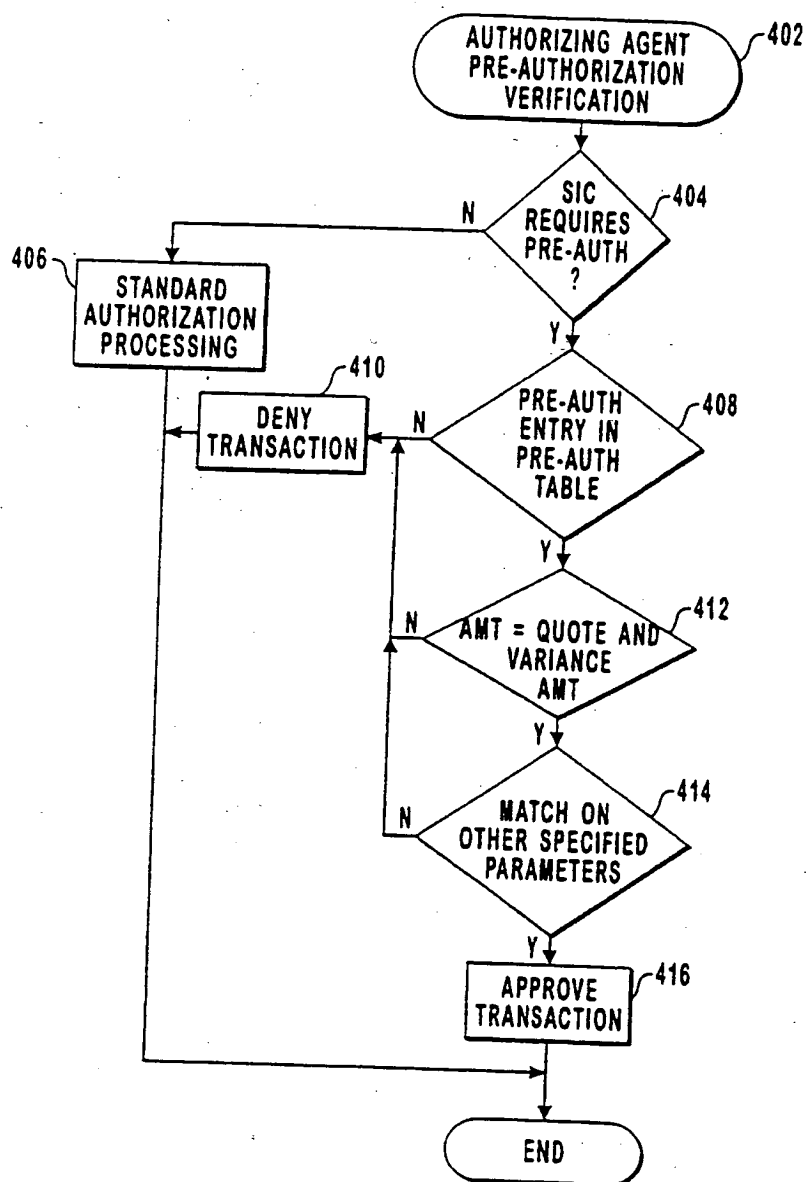 AUTHORIZING AGENT
PRE-AUTHORIZATION
VERIFICATION
402
SIC
REQUIRES
PRE-AUTH
?
404
N
Y
406
STANDARD
AUTHORIZATION
PROCESSING
410
DENY
TRANSACTION
N
PRE-AUTH
ENTRY IN
PRE-AUTH
TABLE
408
Y
N
AMT = QUOTE AND
VARIANCE
AMT
412
Y
N
MATCH ON
OTHER SPECIFIED
PARAMETERS
414
Y
APPROVE
TRANSACTION
416
END